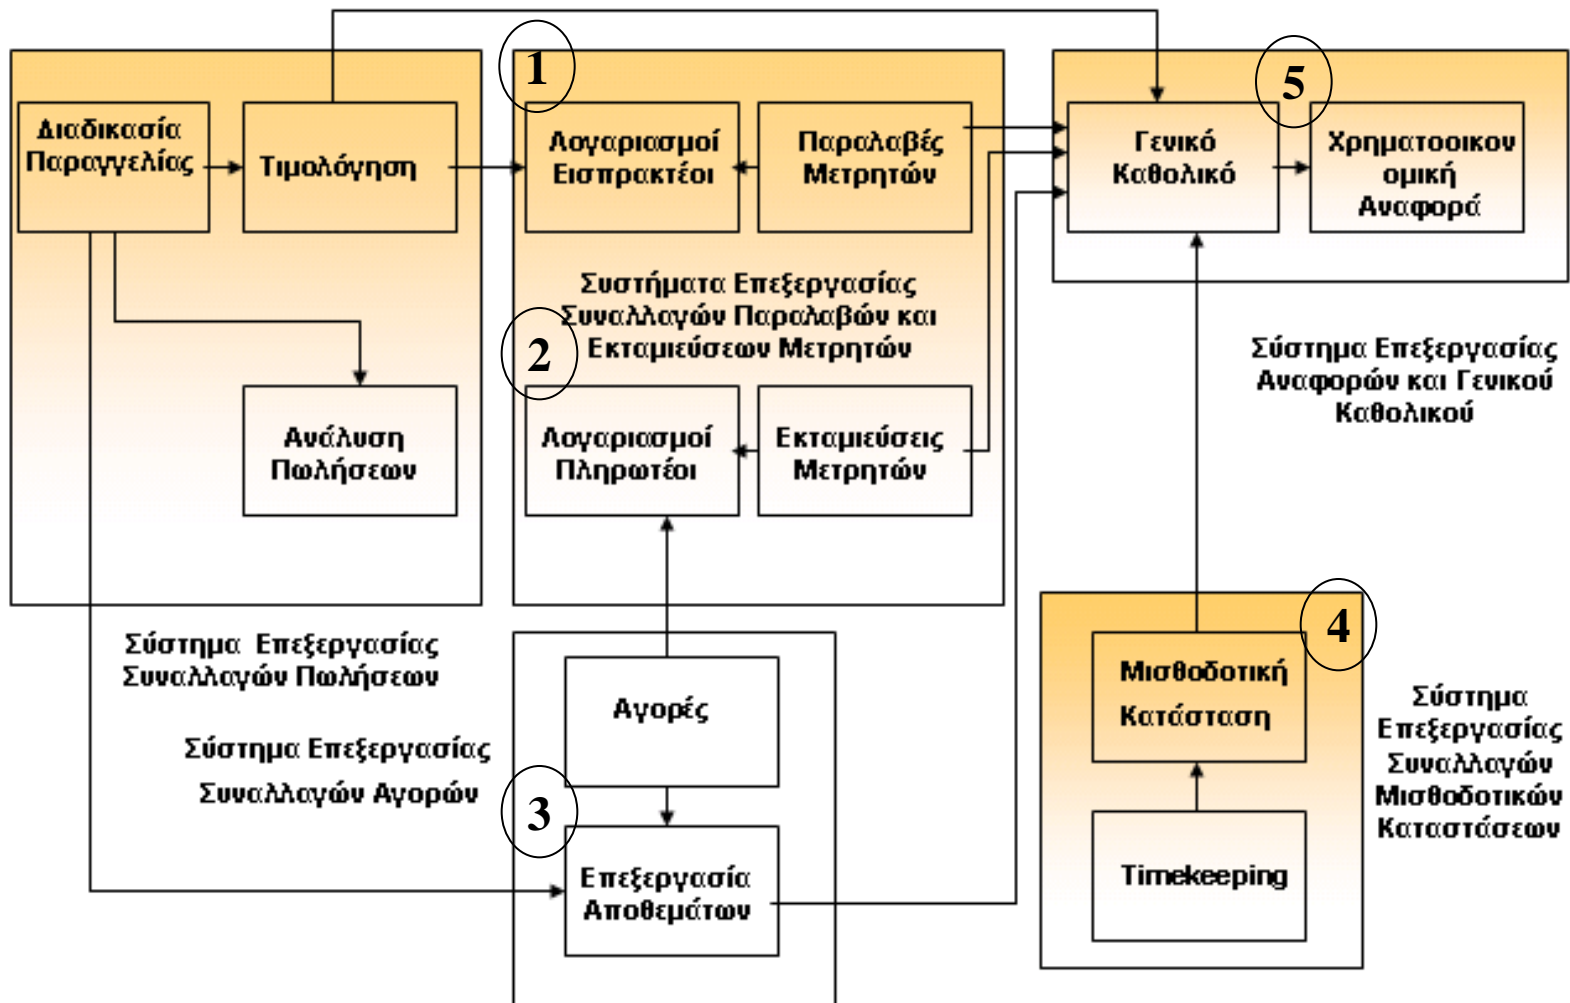 1
5
Διαδικασία
Παραγγελίας
Τιμολόγηση
Λογαριασμοί
Εισπρακτέοι
Παραλαβές
Μετρητών
Γενικό
Καθολικό
Χρηματοοικον
ομική
Αναφορά
Συστήματα Επεξεργασίας
Συναλλαγών Παραλαβών και
Εκταμιεύσεων Μετρητών
2
Σύστημα Επεξεργασίας
Αναφορών και Γενικού
Καθολικού
Ανάλυση
Πωλήσεων
Λογαριασμοί
Πληρωτέοι
Εκταμιεύσεις
Μετρητών
Σύστημα Επεξεργασίας
Συναλλαγών Πωλήσεων
4
Μισθοδοτική
Κατάσταση
Σύστημα
Επεξεργασίας
Συναλλαγών
Μισθοδοτικών
Καταστάσεων
Αγορές
Σύστημα Επεξεργασίας
Συναλλαγών Αγορών
3
Επεξεργασία
Αποθεμάτων
Timekeeping